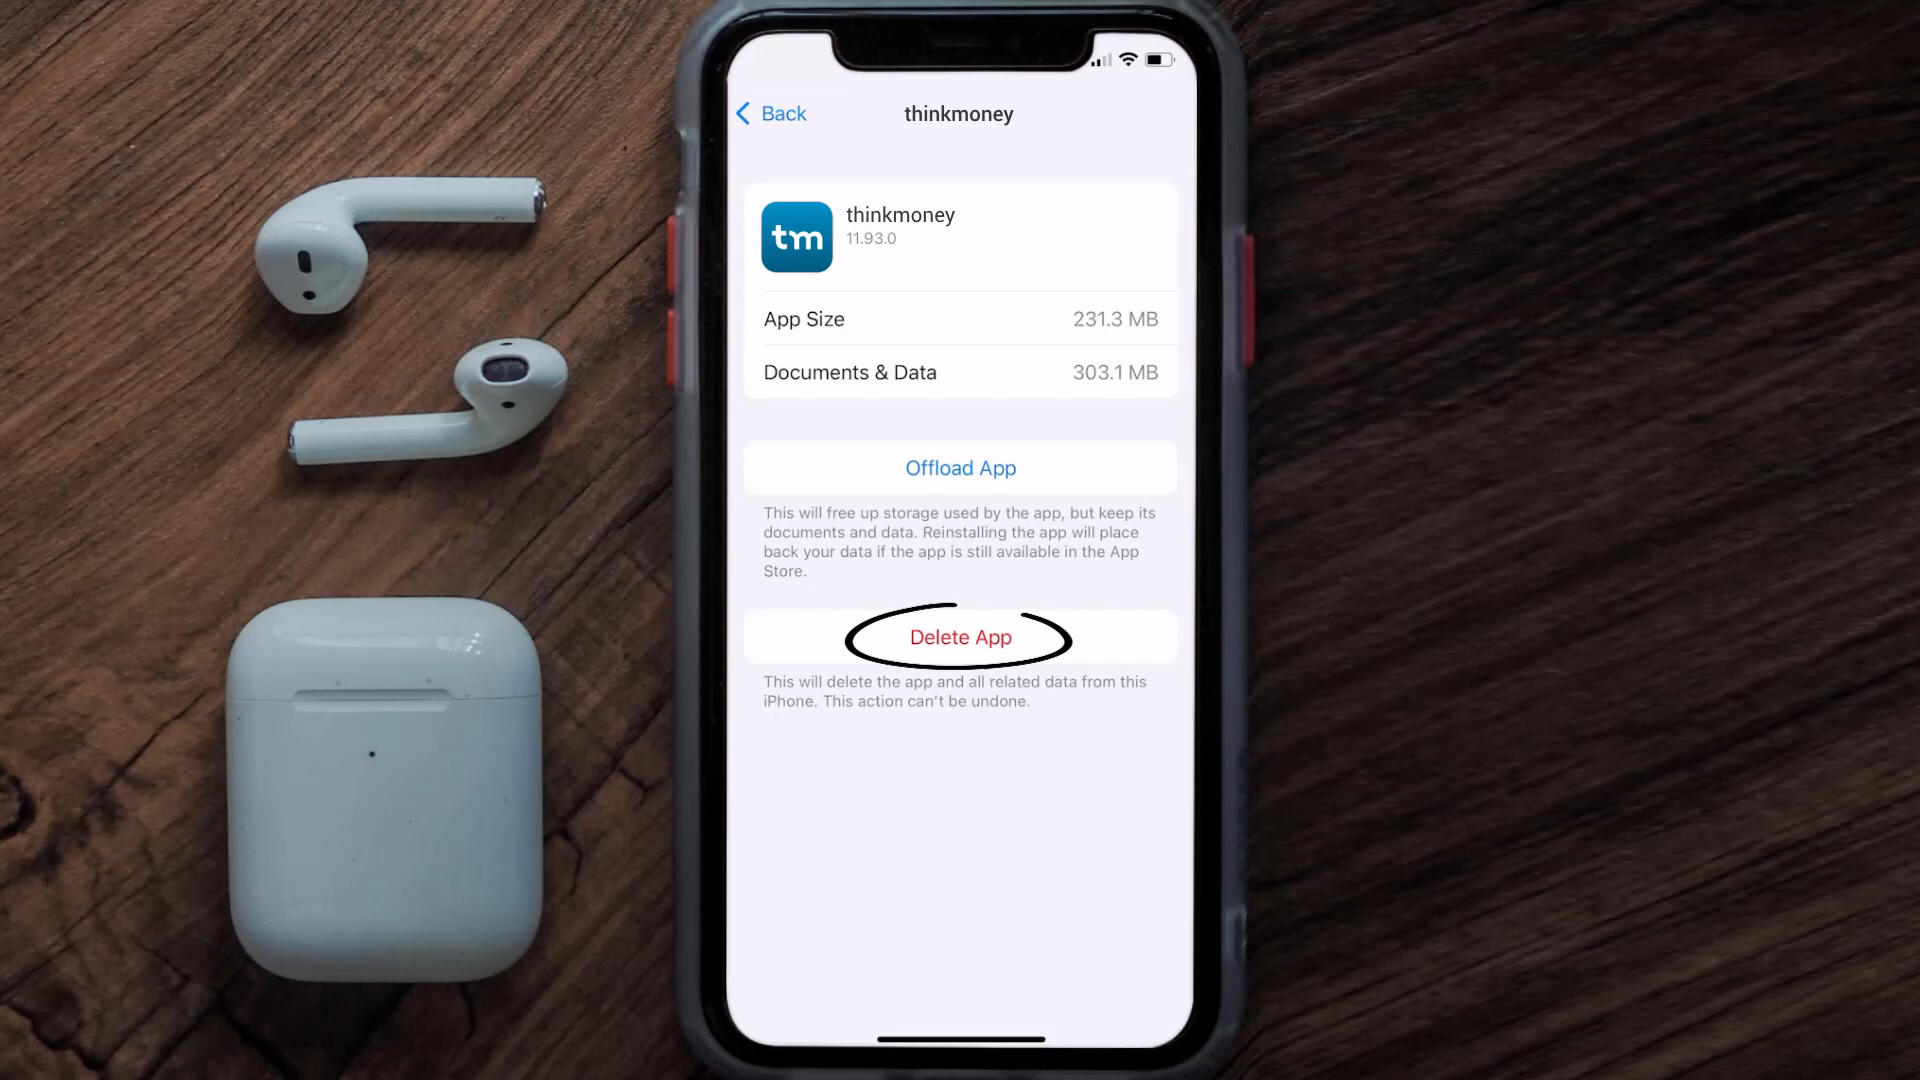 Back
thinkmoney
tm
thinkmoney
11.93.0
App Size
231.3 MB
Documents & Data
303.1 MB
Offload App
This will free up storage used by the app, but keep its
documents and data. Reinstalling the app will place
back your data if the app is still available in the App
Store.
Delete App
This will delete the app and all related data from this
iPhone. This action can't be undone.